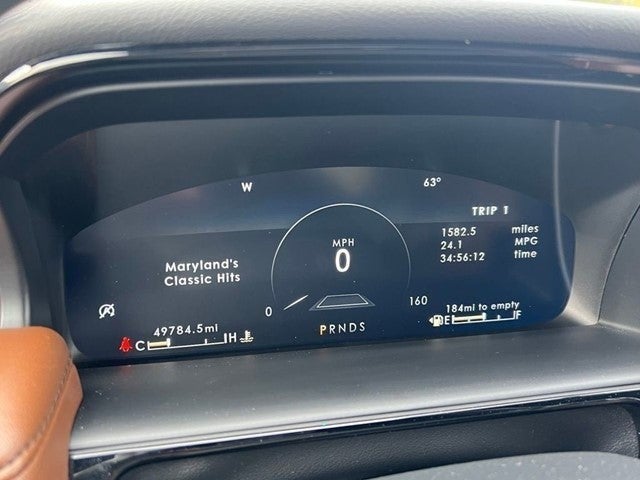 W
63°
TRIP 1
1582.5 miles
24.1 MPG
34:56:12 time
MPH
0
Maryland's
Classic Hits
0
160
184mi to empty
E F
49784.5mi
C H
PRNDS